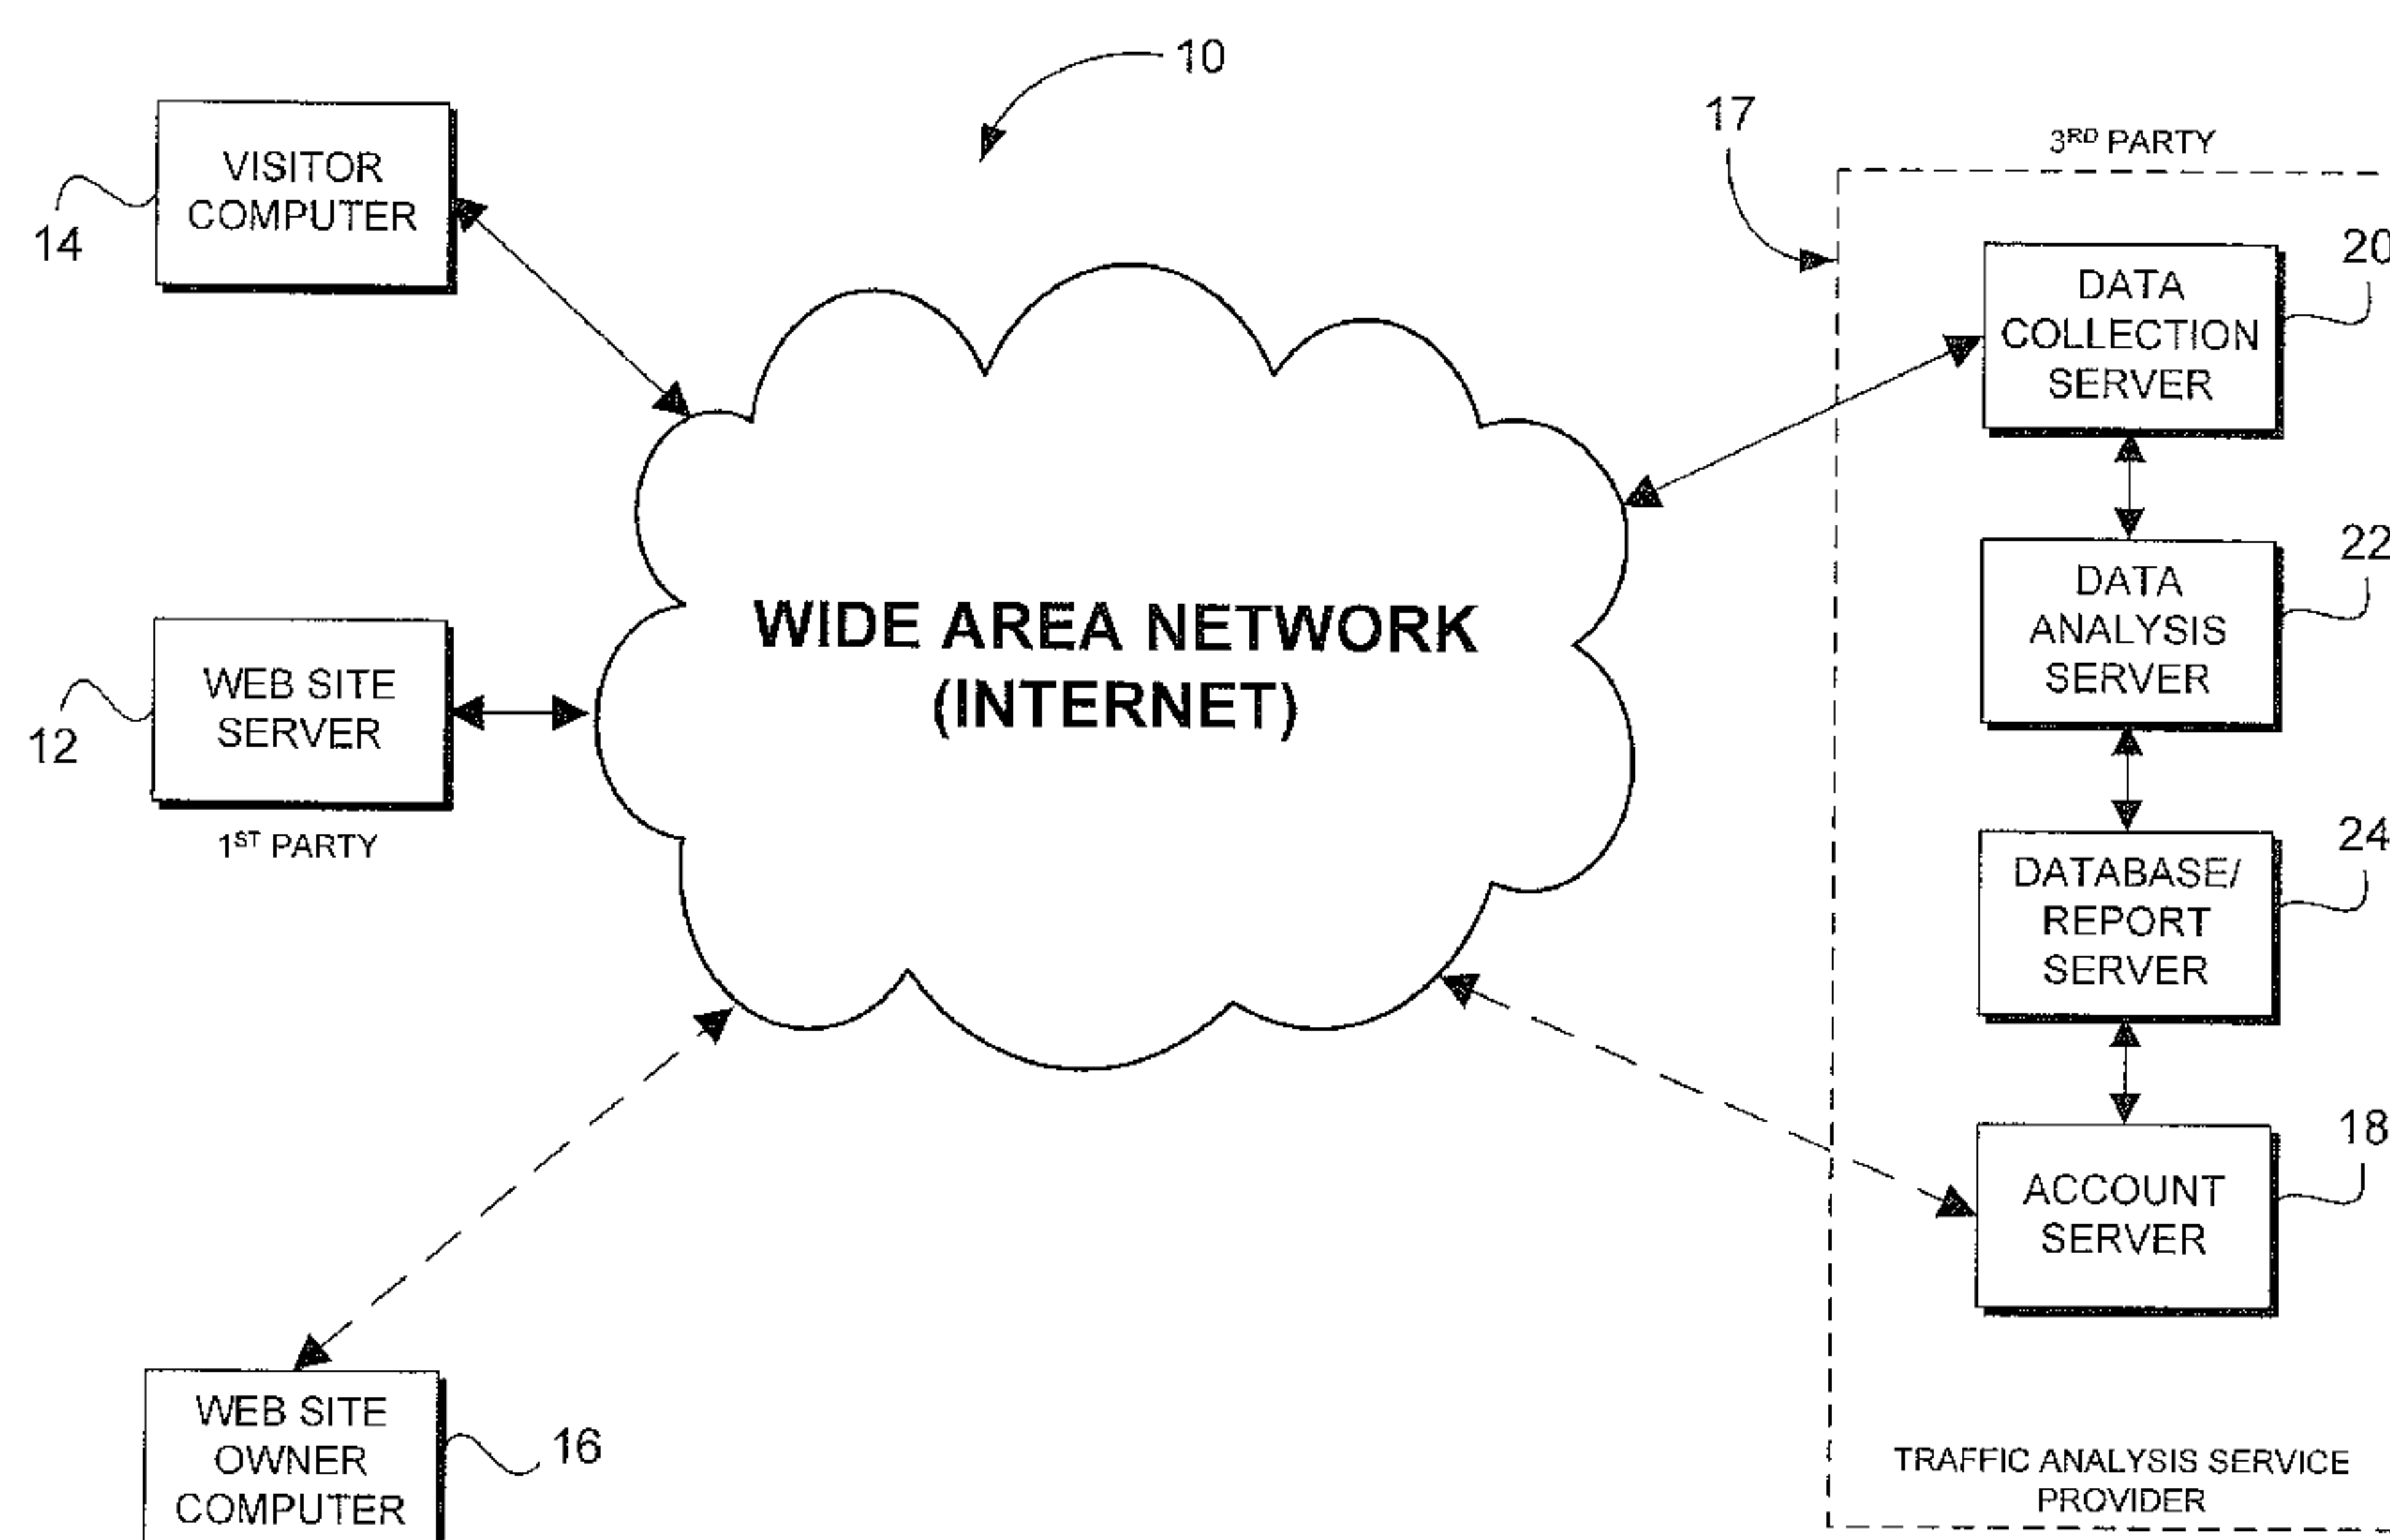 10
VISITOR
COMPUTER
14
17
3RD PARTY
DATA
COLLECTION
SERVER
20
DATA
ANALYSIS
SERVER
22
WIDE AREA NETWORK
(INTERNET)
WEB SITE
SERVER
12
1ST PARTY
DATABASE/
REPORT
SERVER
24
ACCOUNT
SERVER
18
WEB SITE
OWNER
COMPUTER
16
TRAFFIC ANALYSIS SERVICE
PROVIDER